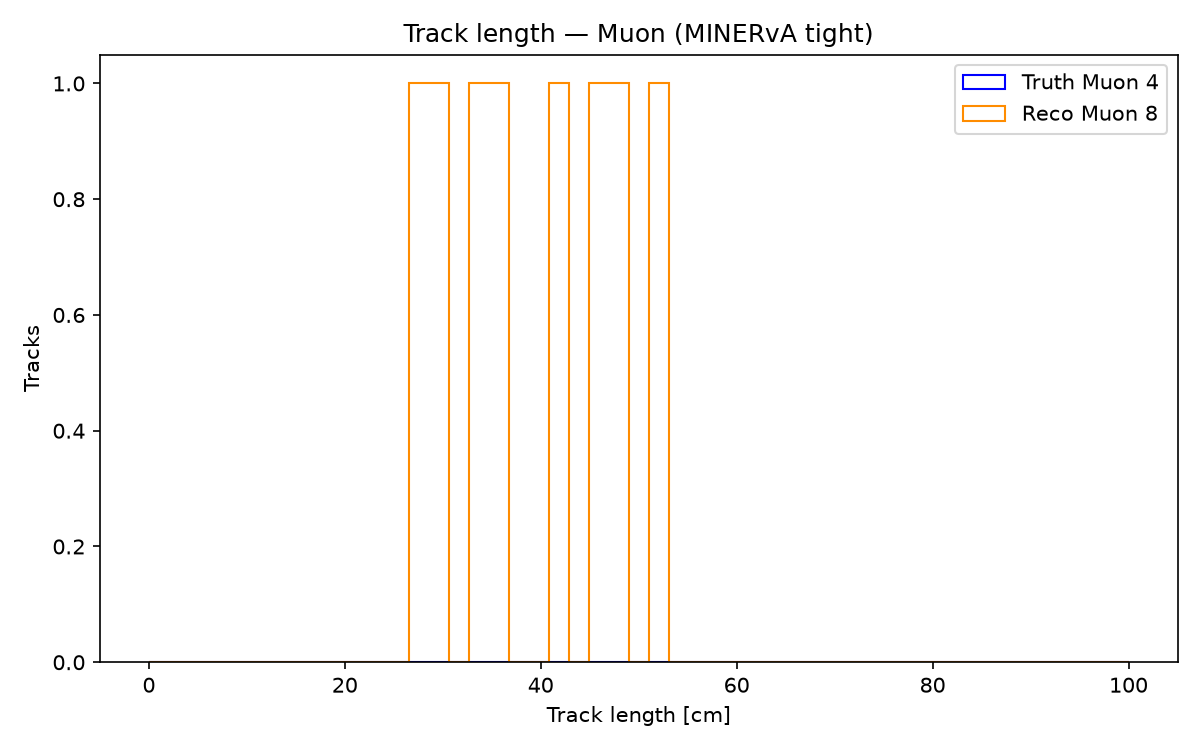 Track length — Muon (MINERvA tight)
Truth Muon 4
Reco Muon 8
1.0
0.8
0.6
0.4
0.2
0.0
Tracks
0 20 40 60 80 100
Track length [cm]